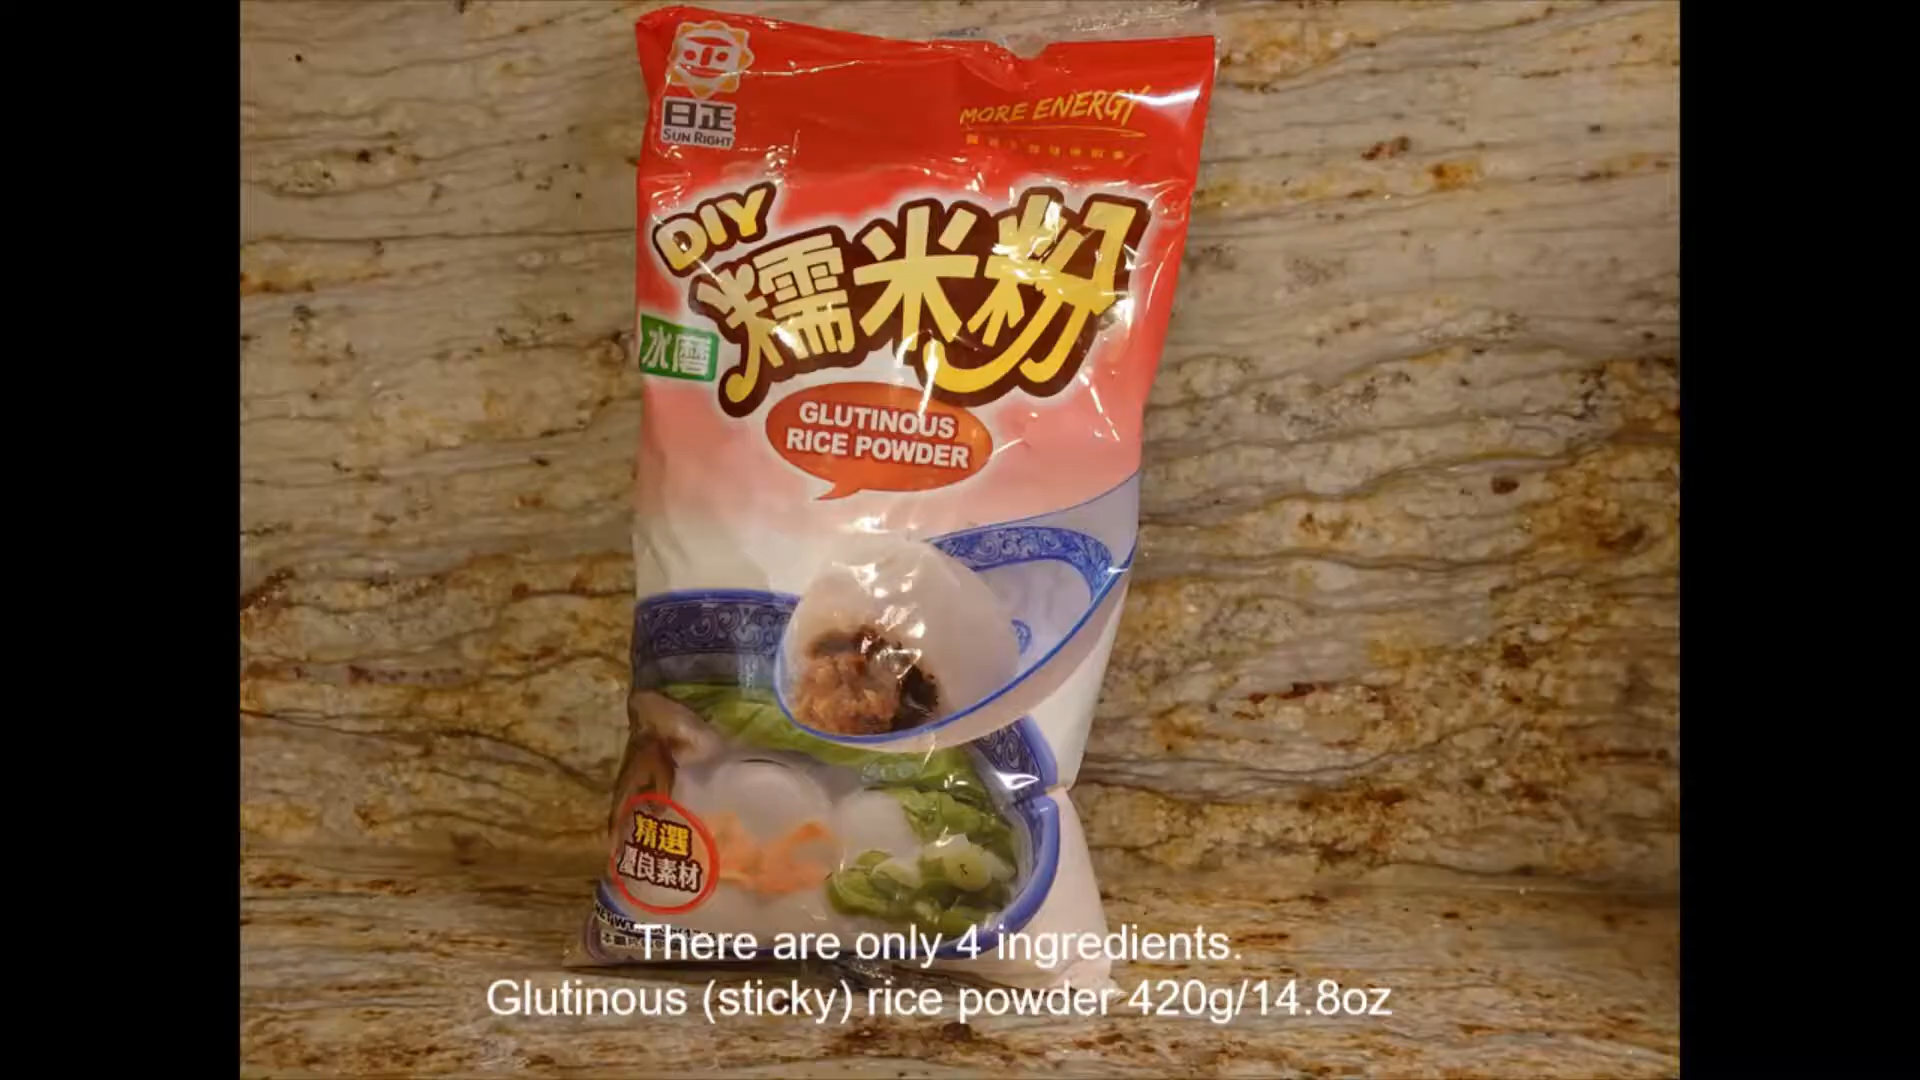 日正
SUN RIGHT
MORE ENERGY
DIY
糯米粉
水磨
GLUTINOUS
RICE POWDER
精選
優良素材
There are only 4 ingredients.
Glutinous (sticky) rice powder 420g/14.8oz